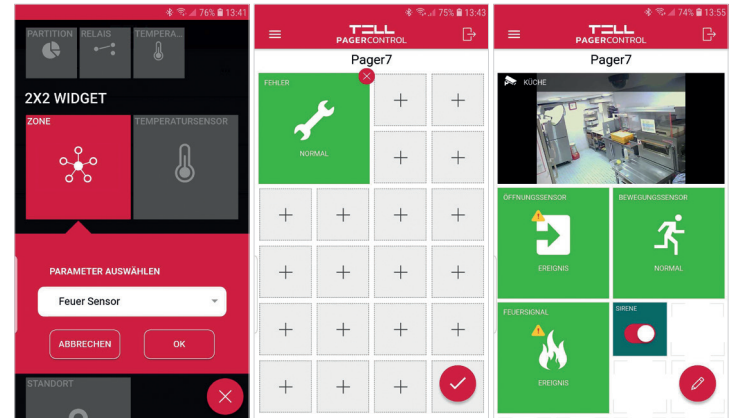 76% 13:41
PARTITION RELAIS TEMPERA...
2X2 WIDGET
ZONE TEMPERATURSENSOR
PARAMETER AUSWÄHLEN
Feuer Sensor
ABBRECHEN OK
STANDORT
75% 13:43
TELL
PAGERCONTROL
Pager7
FEHLER
NORMAL
74% 13:55
TELL
PAGERCONTROL
Pager7
KÜCHE
ÖFFNUNGSSENSOR BEWEGUNGSSENSOR
EREIGNIS NORMAL
FEUERSIGNAL SIRENE
EREIGNIS